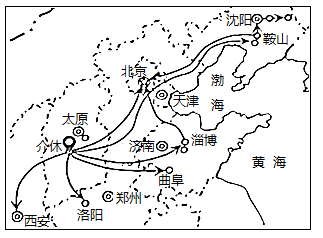 沈阳
鞍山
北京
渤
海
天津
太原
介休
济南
淄博
黄 海
曲阜
郑州
西安
洛阳